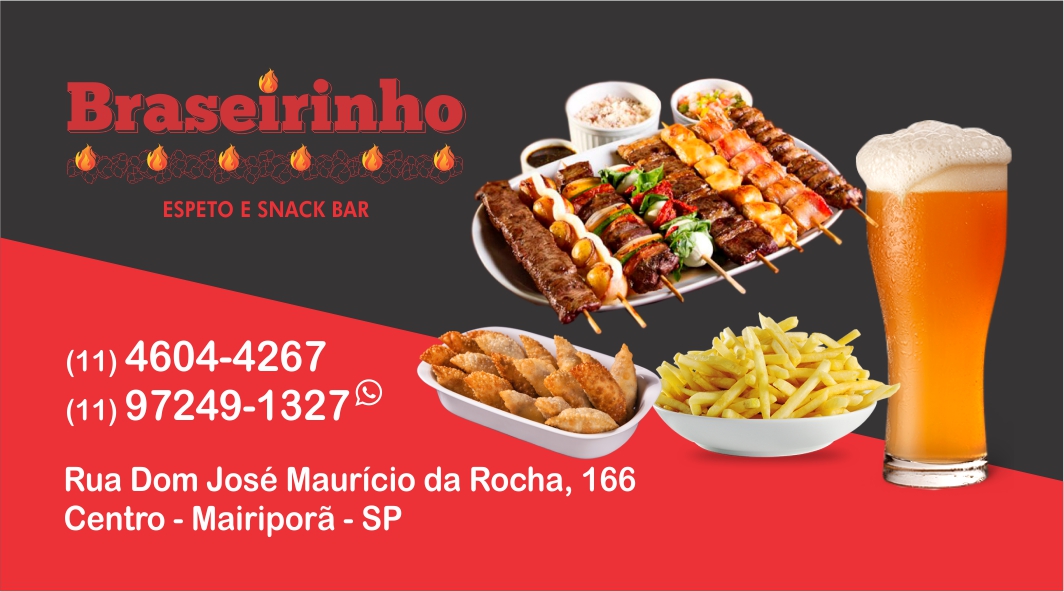 Braseirinho
ESPETO E SNACK BAR
(11) 4604-4267
(11) 97249-1327
Rua Dom José Maurício da Rocha, 166
Centro - Mairiporã - SP